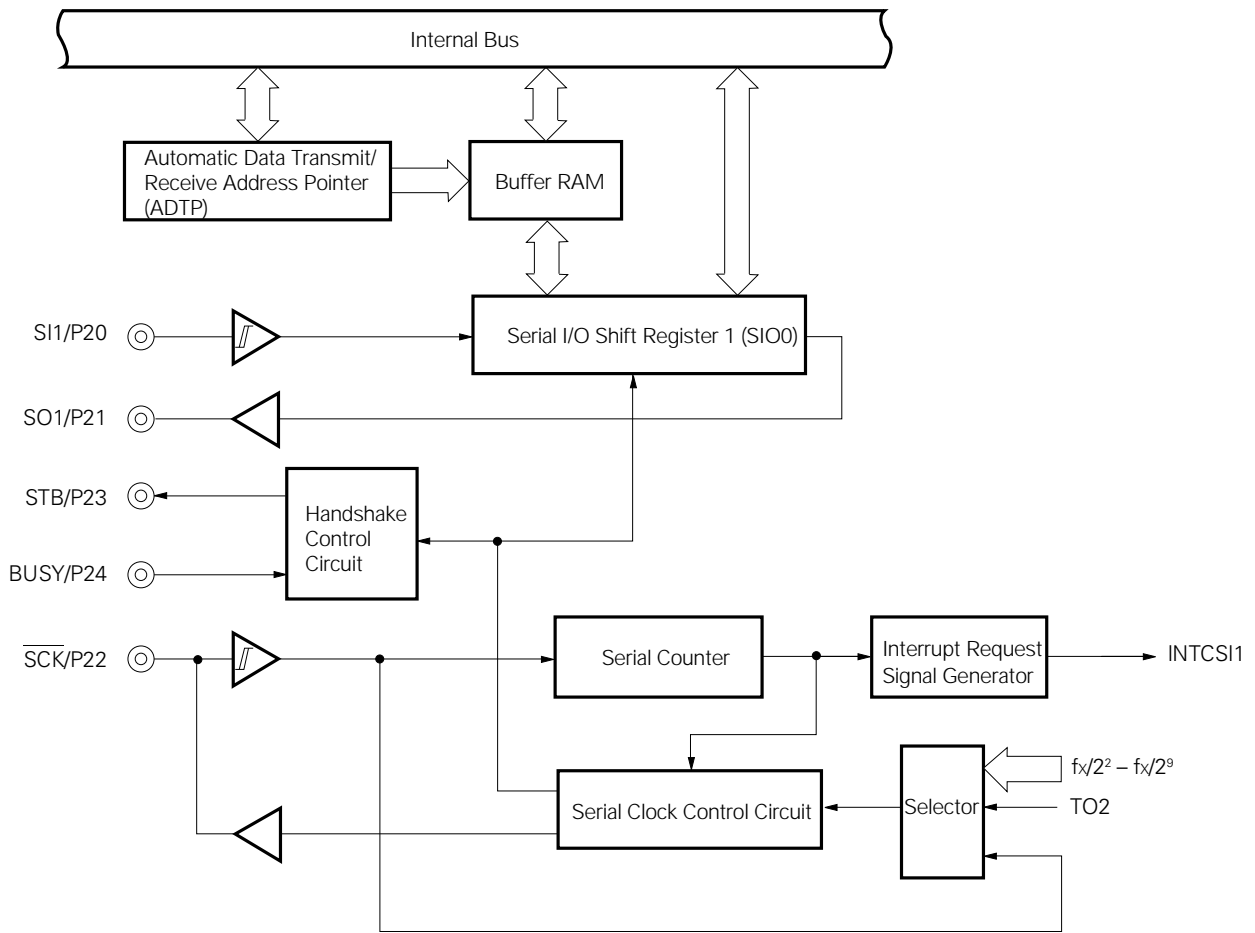 Internal Bus
Automatic Data Transmit/
Receive Address Pointer
(ADTP)
Buffer RAM
SI1/P20
Serial I/O Shift Register 1 (SIO0)
SO1/P21
STB/P23
Handshake
Control
Circuit
BUSY/P24
SCK/P22
Serial Counter
Interrupt Request
Signal Generator
INTCSI1
fx/2² – fx/2⁹
Serial Clock Control Circuit
Selector
TO2